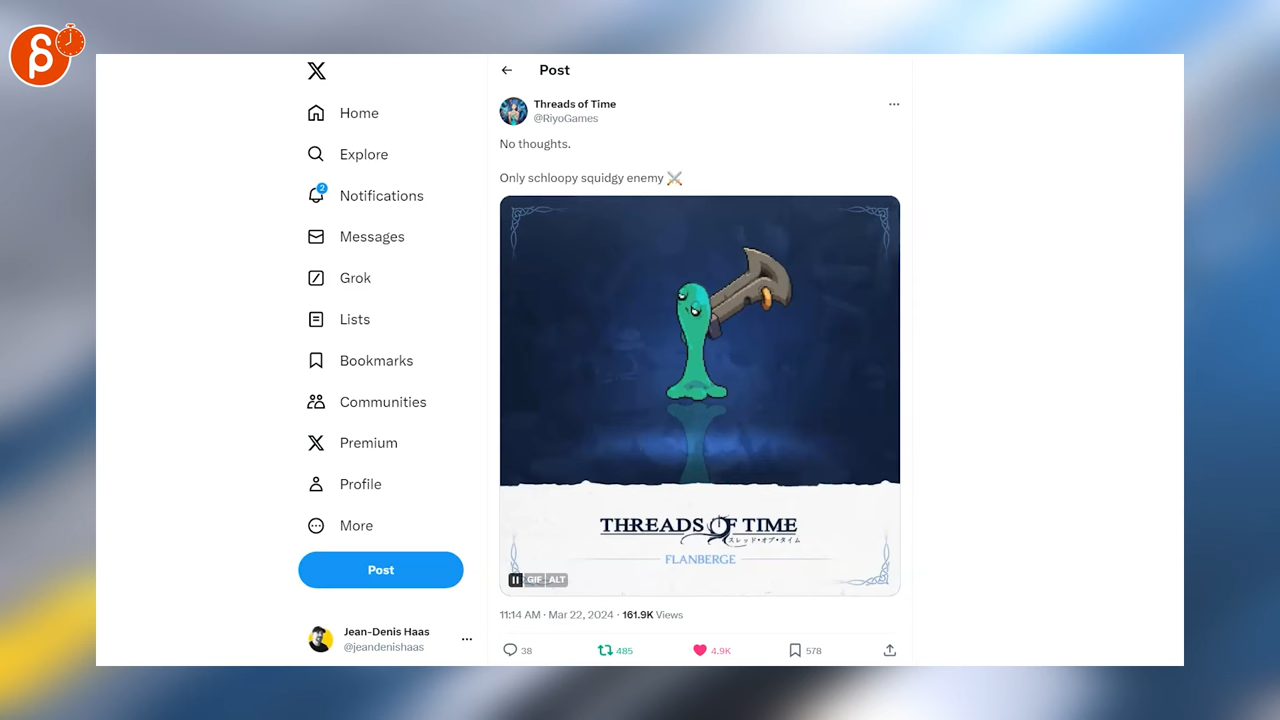 Post
Home
Explore
2
Notifications
Messages
Grok
Lists
Bookmarks
Communities
Premium
Profile
More
Post
Jean-Denis Haas
@jeandenishaas
Threads of Time
@RiyoGames
No thoughts.
Only schloopy squidgy enemy ⚔️
THREADS OF TIME
スレッド・オブ・タイム
FLANBERGE
GIF ALT
11:14 AM · Mar 22, 2024 · 161.9K Views
38 485 4.9K 578